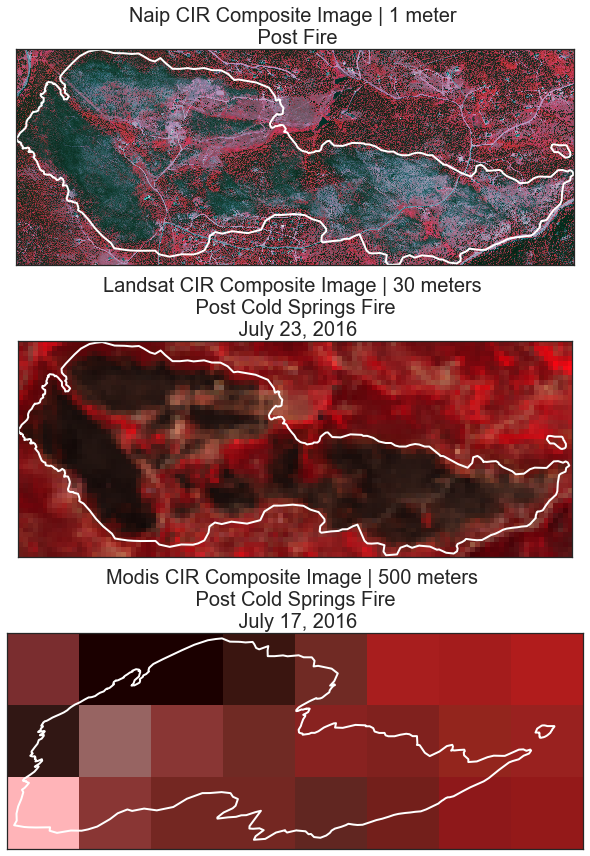 Naip CIR Composite Image | 1 meter
Post Fire
Landsat CIR Composite Image | 30 meters
Post Cold Springs Fire
July 23, 2016
Modis CIR Composite Image | 500 meters
Post Cold Springs Fire
July 17, 2016